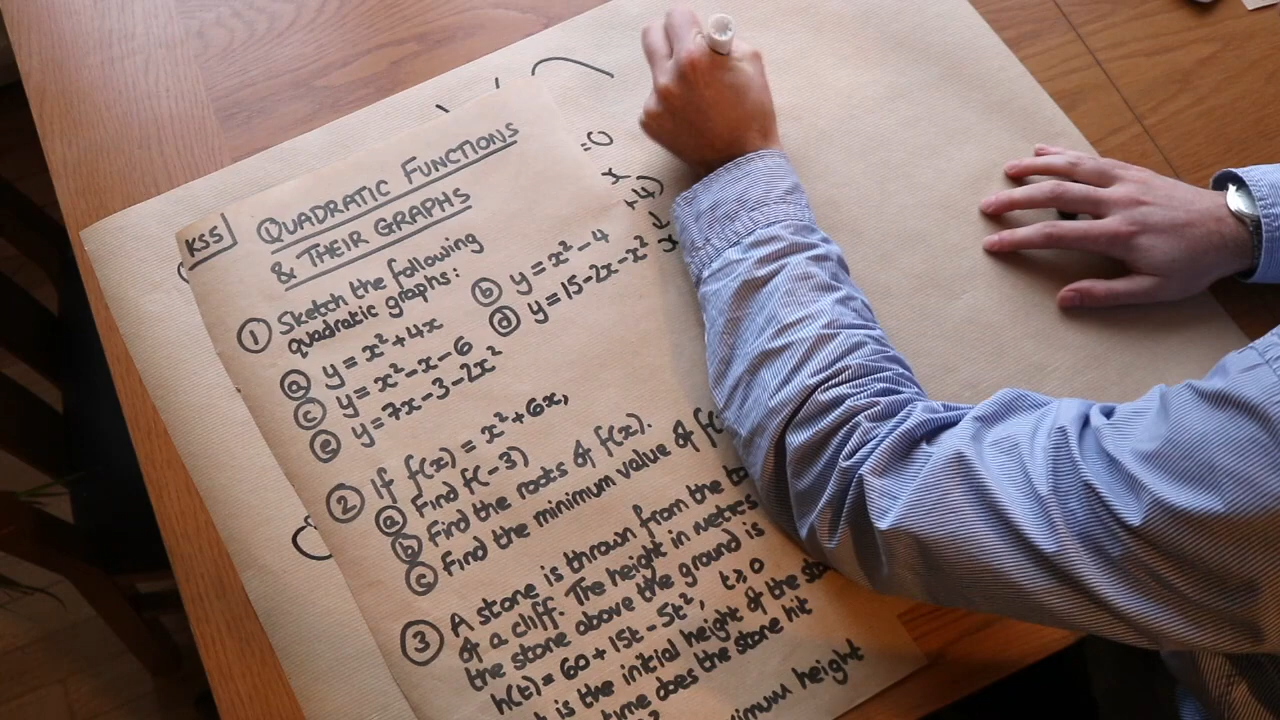 KS5
QUADRATIC FUNCTIONS
& THEIR GRAPHS
① Sketch the following
quadratic graphs:
ⓐ y = x² + 4x
ⓑ y = x² - 4
ⓒ y = x² - x - 6
ⓓ y = 15 - 2x - x²
ⓔ y = 7x - 3 - 2x²
② If f(x) = x² + 6x,
ⓐ Find f(-3)
ⓑ Find the roots of f(x).
ⓒ Find the minimum value of f(
③ A stone is thrown from the
of a cliff. The height in metres
the stone above the ground is
h(t) = 60 + 15t - 5t², t ≥ 0
is the initial height of the
time does the stone hit
height
=0
x
+4)
x